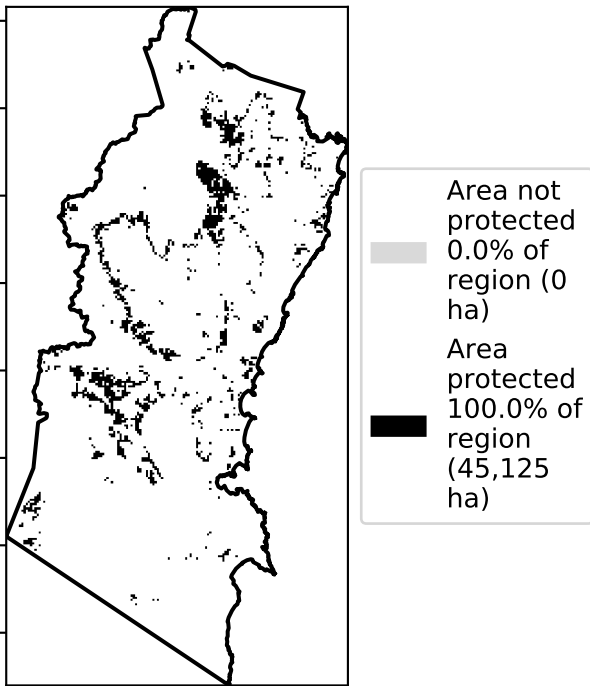 Area not
protected
0.0% of
region (0
ha)
Area
protected
100.0% of
region
(45,125
ha)